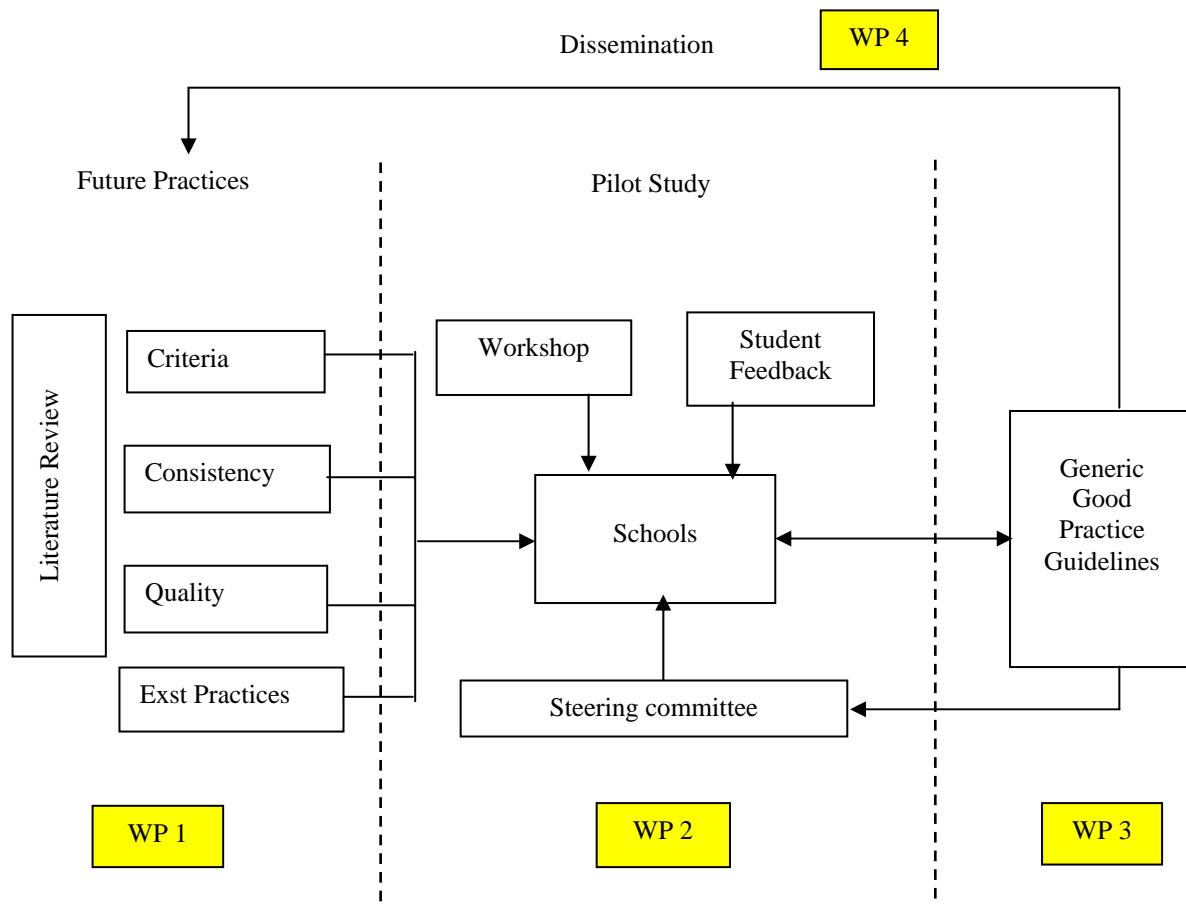 Dissemination
WP 4
Future Practices
Pilot Study
Literature Review
Criteria
Consistency
Quality
Exst Practices
Workshop
Student
Feedback
Schools
Steering committee
Generic
Good
Practice
Guidelines
WP 1
WP 2
WP 3